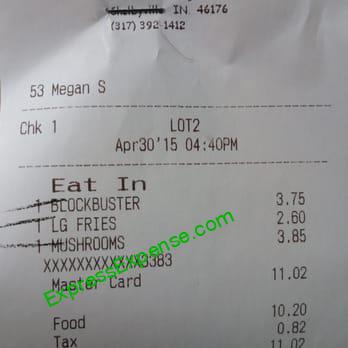 Shelbyville IN 46176
(317) 392-1412
53 Megan S
Chk 1 LOT2
Apr30'15 04:40PM
Eat In
1 BLOCKBUSTER 3.75
1 LG FRIES 2.60
1 MUSHROOMS 3.85
XXXXXXXXXXXX3383
Master Card 11.02
Food 10.20
Tax 0.82
11.02
ExpressExpense.com